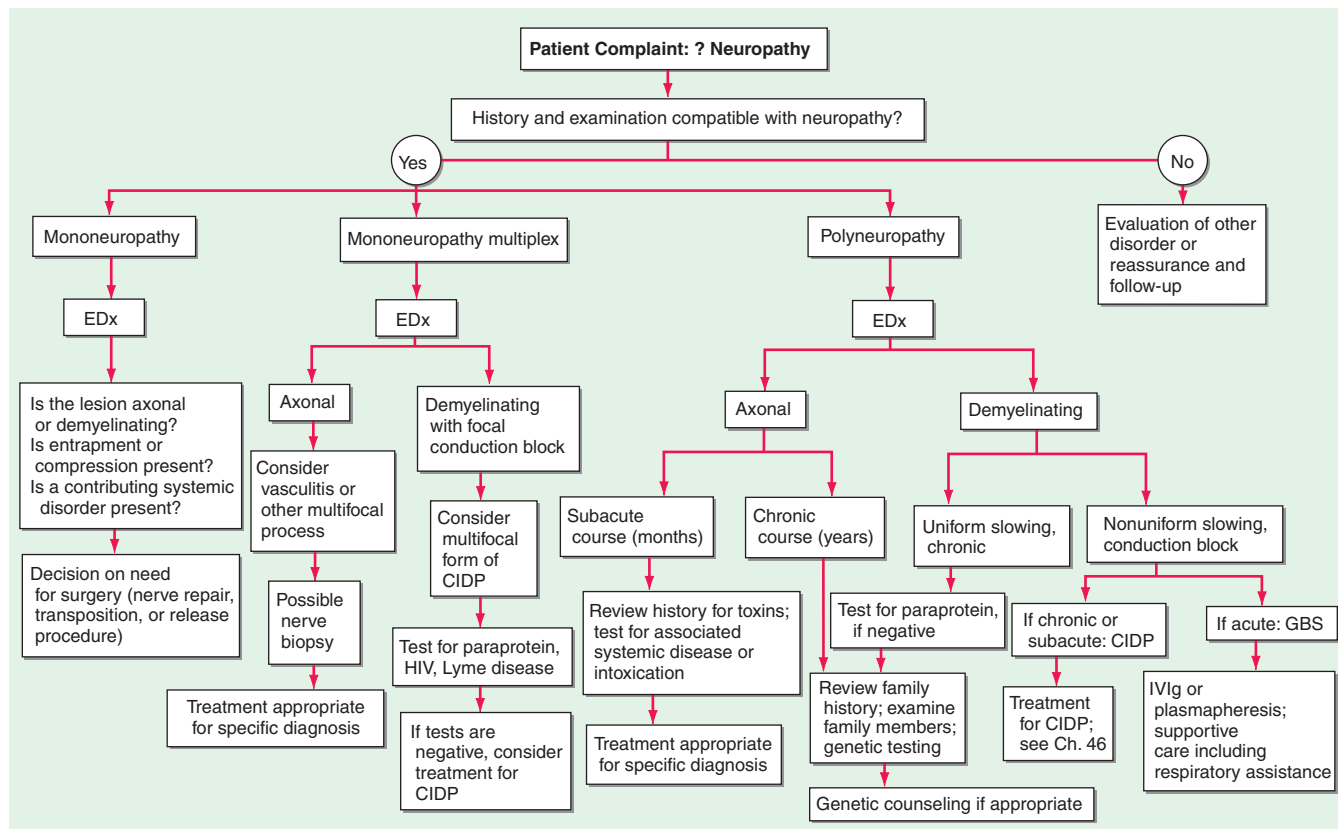 Patient Complaint: ? Neuropathy
History and examination compatible with neuropathy?
Yes
No
Mononeuropathy
Mononeuropathy multiplex
Polyneuropathy
Evaluation of other
disorder or
reassurance and
follow-up
EDx
EDx
EDx
Is the lesion axonal
or demyelinating?
Is entrapment or
compression present?
Is a contributing systemic
disorder present?
Decision on need
for surgery (nerve repair,
transposition, or release
procedure)
Axonal
Consider
vasculitis or
other multifocal
process
Possible
nerve
biopsy
Treatment appropriate
for specific diagnosis
Demyelinating
with focal
conduction block
Consider
multifocal
form of
CIDP
Test for paraprotein,
HIV, Lyme disease
If tests are
negative, consider
treatment for
CIDP
Axonal
Subacute
course (months)
Review history for toxins;
test for associated
systemic disease or
intoxication
Treatment appropriate
for specific diagnosis
Chronic
course (years)
Demyelinating
Uniform slowing,
chronic
Test for paraprotein,
if negative
Review family
history; examine
family members;
genetic testing
Genetic counseling if appropriate
Nonuniform slowing,
conduction block
If chronic or
subacute: CIDP
Treatment
for CIDP;
see Ch. 46
If acute: GBS
IVIg or
plasmapheresis;
supportive
care including
respiratory assistance